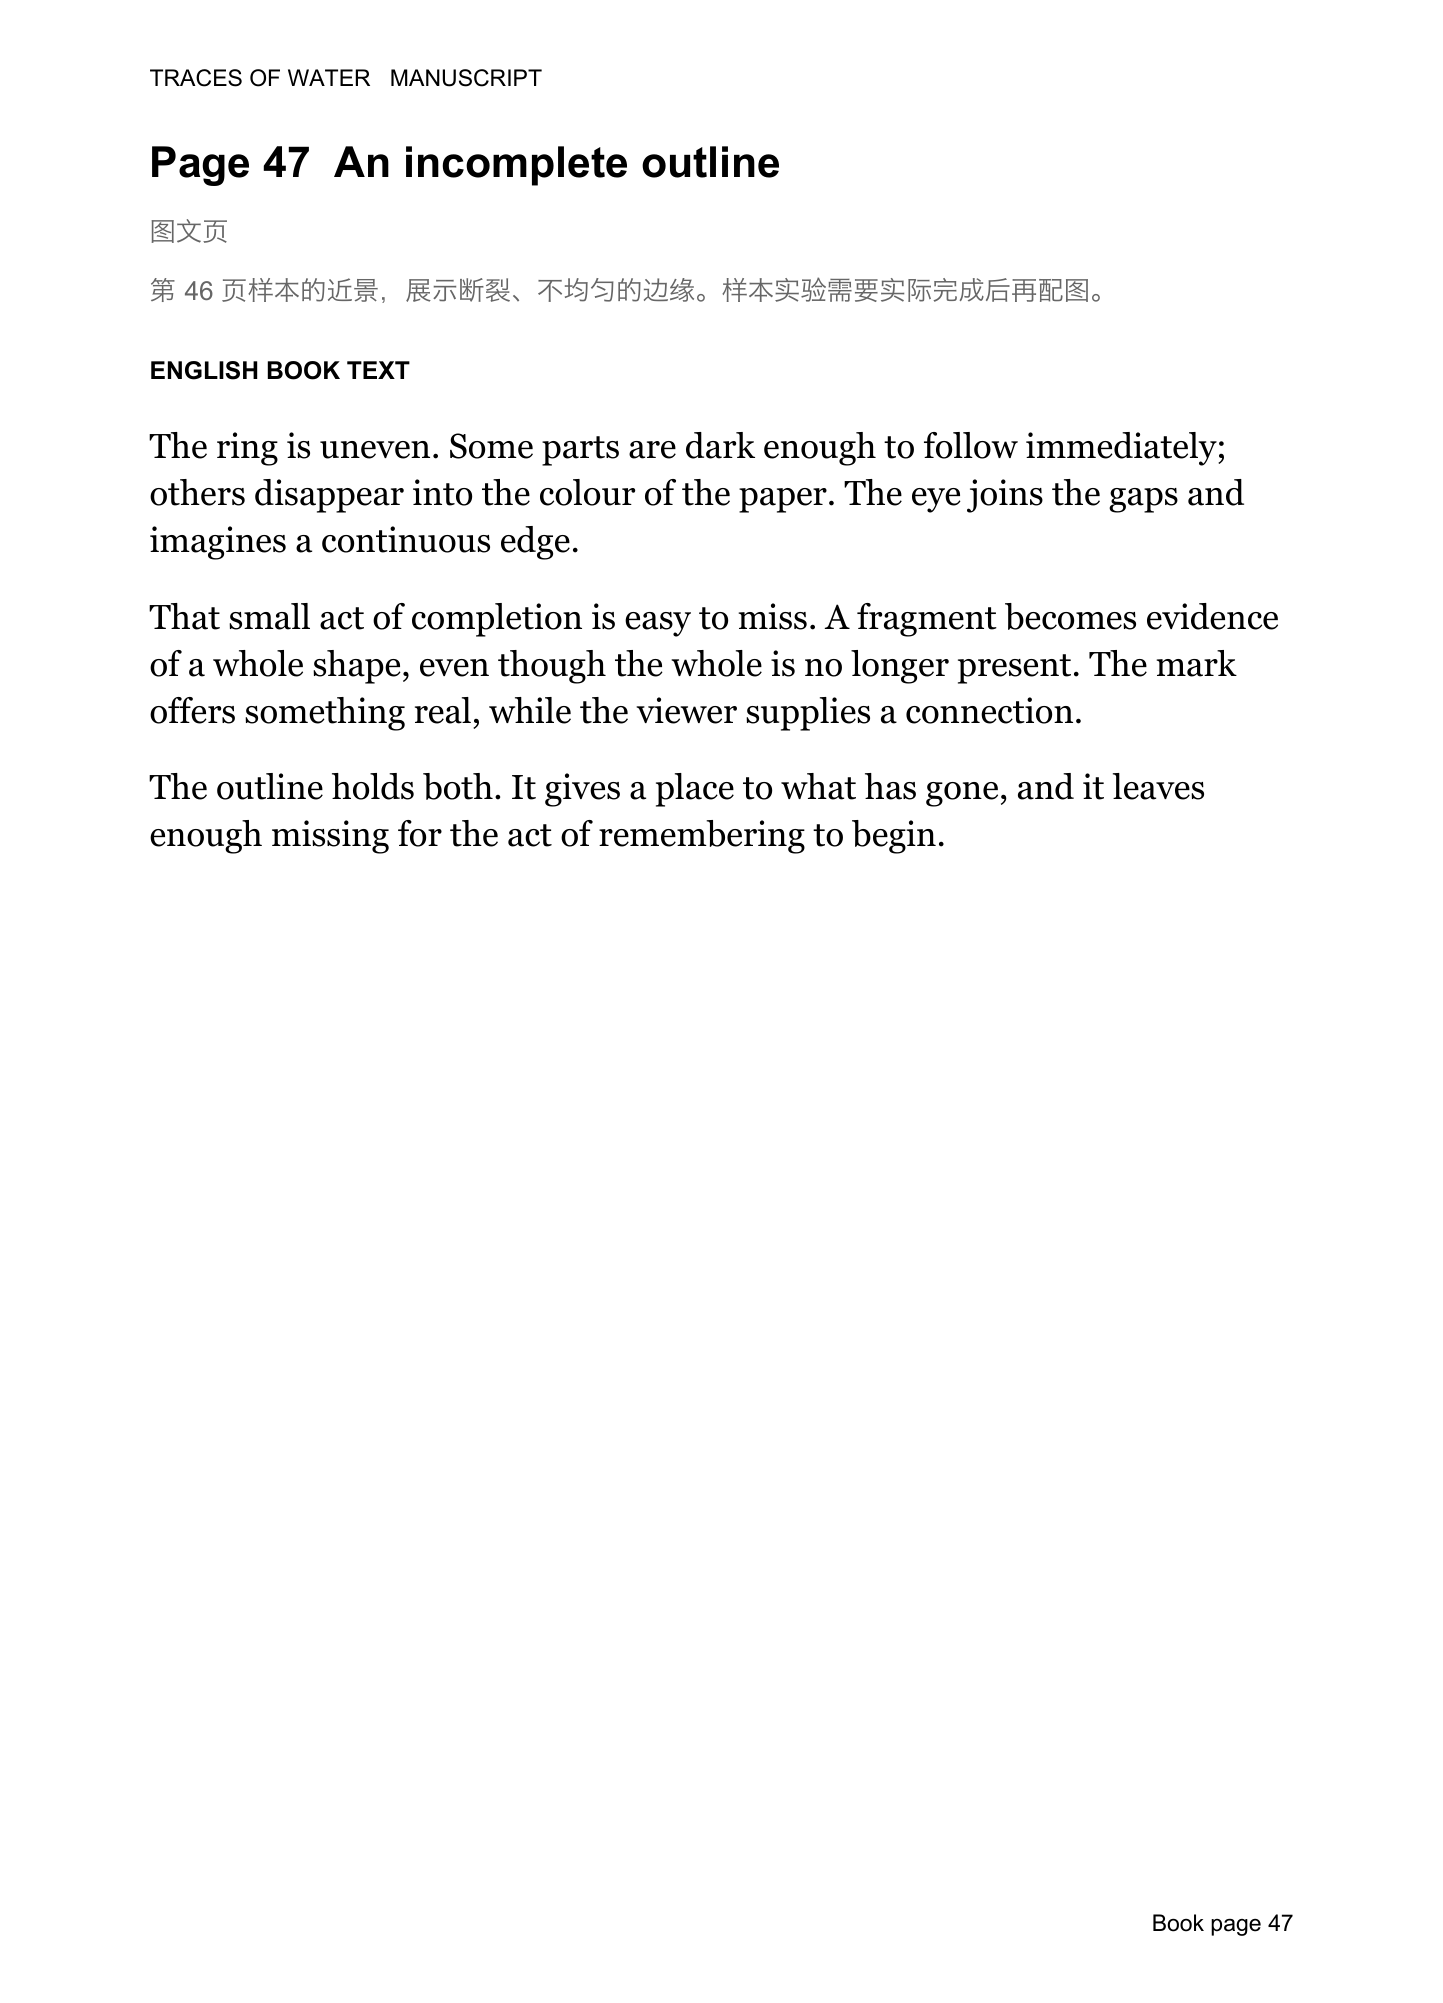 TRACES OF WATER   MANUSCRIPT
Page 47  An incomplete outline
图文页
第 46 页样本的近景，展示断裂、不均匀的边缘。样本实验需要实际完成后再配图。
ENGLISH BOOK TEXT
The ring is uneven. Some parts are dark enough to follow immediately;
others disappear into the colour of the paper. The eye joins the gaps and
imagines a continuous edge.
That small act of completion is easy to miss. A fragment becomes evidence
of a whole shape, even though the whole is no longer present. The mark
offers something real, while the viewer supplies a connection.
The outline holds both. It gives a place to what has gone, and it leaves
enough missing for the act of remembering to begin.
Book page 47